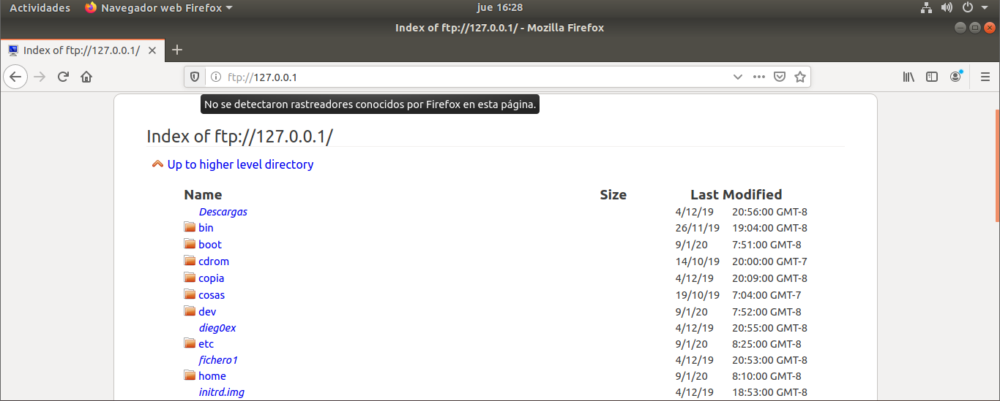 Actividades Navegador web Firefox jue 16:28
Index of ftp://127.0.0.1/ - Mozilla Firefox
Index of ftp://127.0.0.1/
ftp://127.0.0.1
No se detectaron rastreadores conocidos por Firefox en esta página.
Index of ftp://127.0.0.1/
Up to higher level directory
Name Size Last Modified
Descargas 4/12/19 20:56:00 GMT-8
bin 26/11/19 19:04:00 GMT-8
boot 9/1/20 7:51:00 GMT-8
cdrom 14/10/19 20:00:00 GMT-7
copia 4/12/19 20:09:00 GMT-8
cosas 19/10/19 7:04:00 GMT-7
dev 9/1/20 7:52:00 GMT-8
dieg0ex 4/12/19 20:55:00 GMT-8
etc 9/1/20 8:25:00 GMT-8
fichero1 4/12/19 20:53:00 GMT-8
home 9/1/20 8:10:00 GMT-8
initrd.img 4/12/19 18:53:00 GMT-8